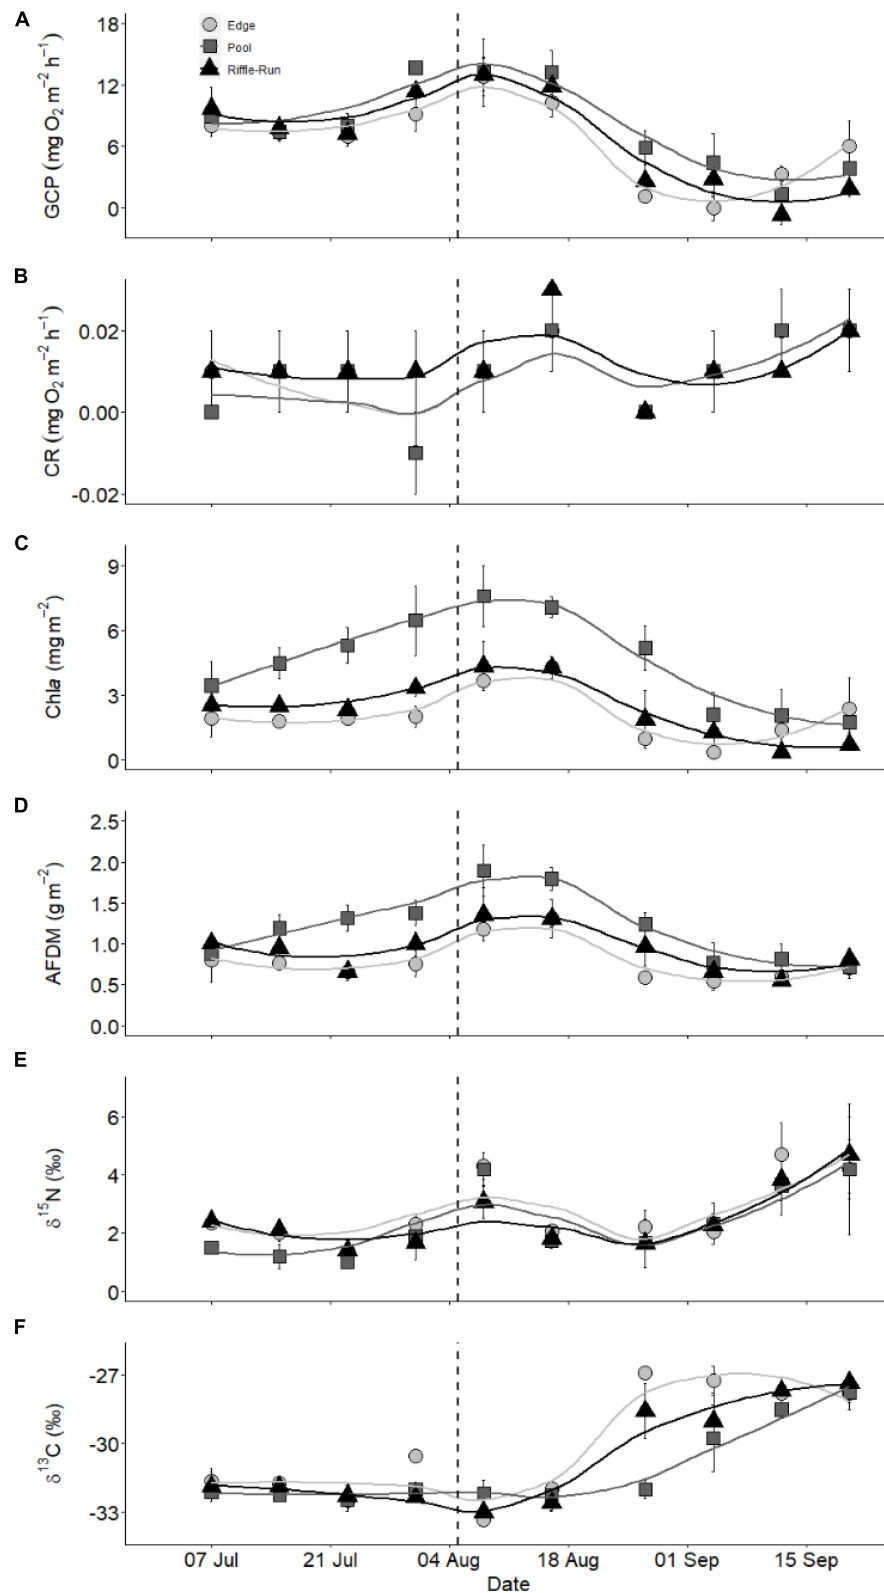 A
GCP (mg O₂ m⁻² h⁻¹)
18
12
6
0
Edge
Pool
Riffle-Run
B
CR (mg O₂ m⁻² h⁻¹)
0.02
0.00
-0.02
C
Chla (mg m⁻²)
9
6
3
0
D
AFDM (g m⁻²)
2.5
2.0
1.5
1.0
0.5
0.0
E
δ¹⁵N (‰)
6
4
2
0
F
δ¹³C (‰)
-27
-30
-33
07 Jul 21 Jul 04 Aug 18 Aug 01 Sep 15 Sep
Date